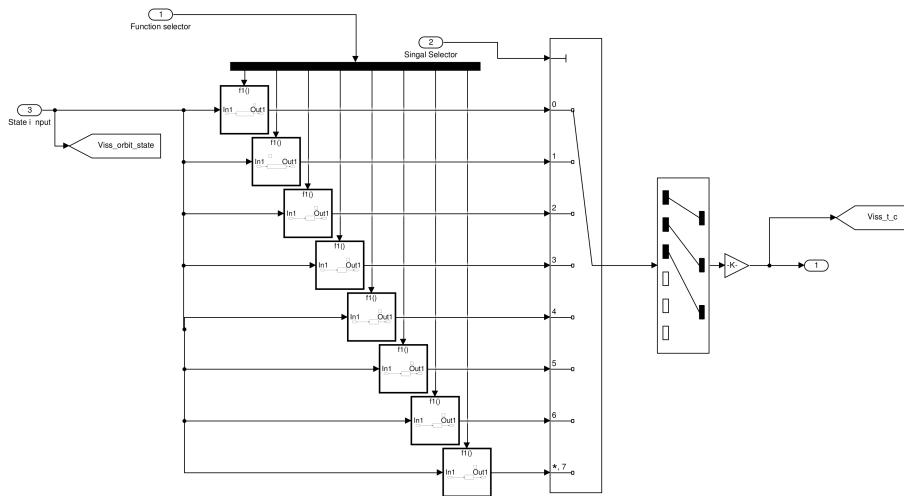 1
Function selector
2
Singal Selector
f1()
In1 Out1
0
3
State i nput
Viss_orbit_state
f1()
In1 Out1
1
f1()
In1 Out1
2
Viss_t_c
f1()
In1 Out1
3
-K-
1
f1()
In1 Out1
4
f1()
In1 Out1
5
f1()
In1 Out1
6
f1()
In1 Out1
*, 7